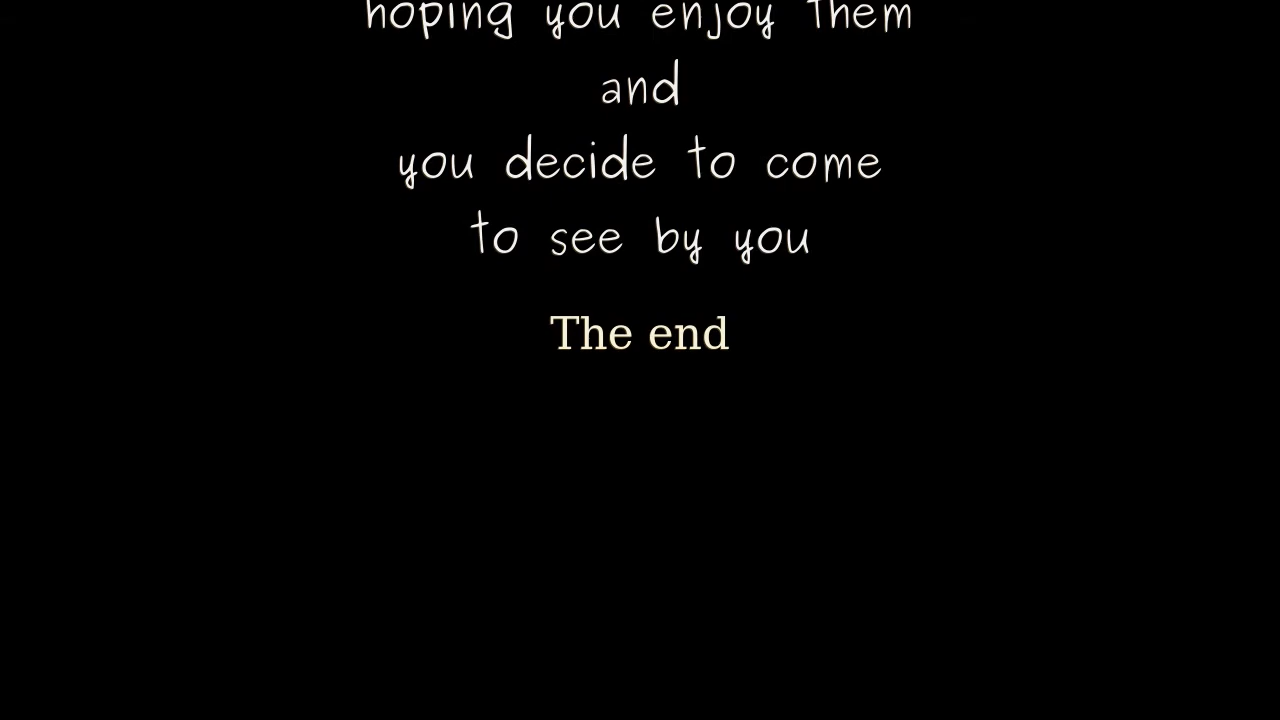 hoping you enjoy them
and
you decide to come
to see by you
The end